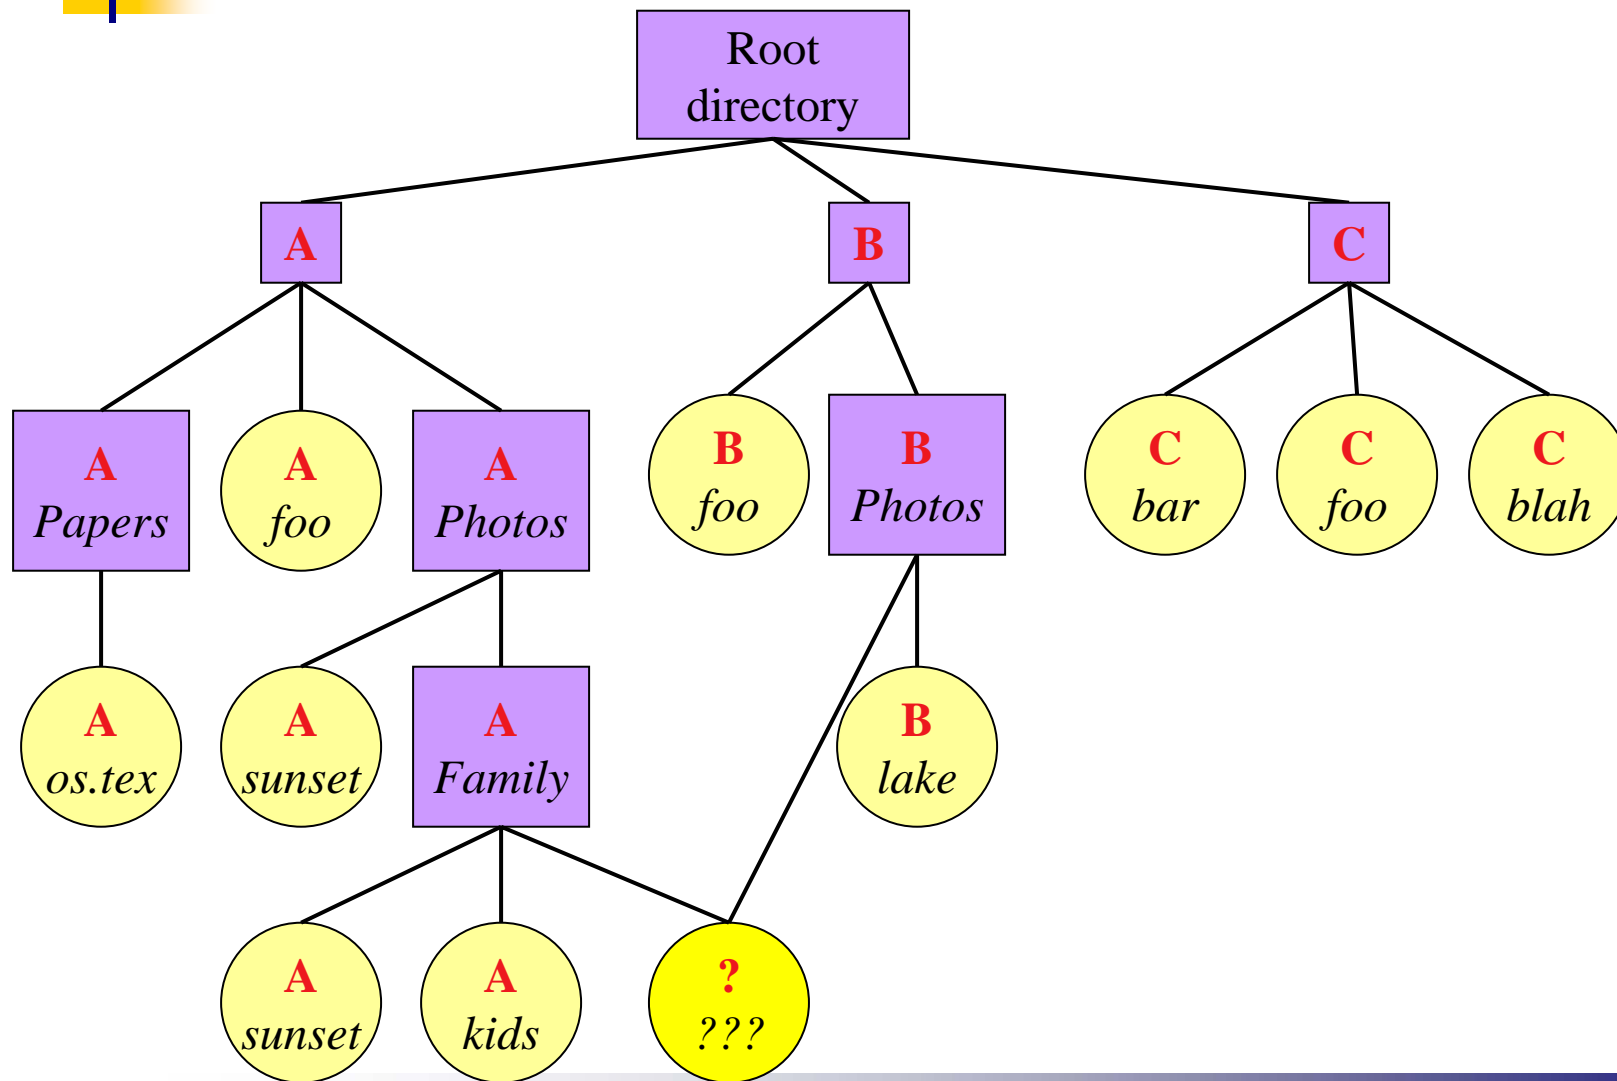 Root
directory
A
B
C
A
Papers
A
foo
A
Photos
B
foo
B
Photos
C
bar
C
foo
C
blah
A
os.tex
A
sunset
A
Family
B
lake
A
sunset
A
kids
?
???